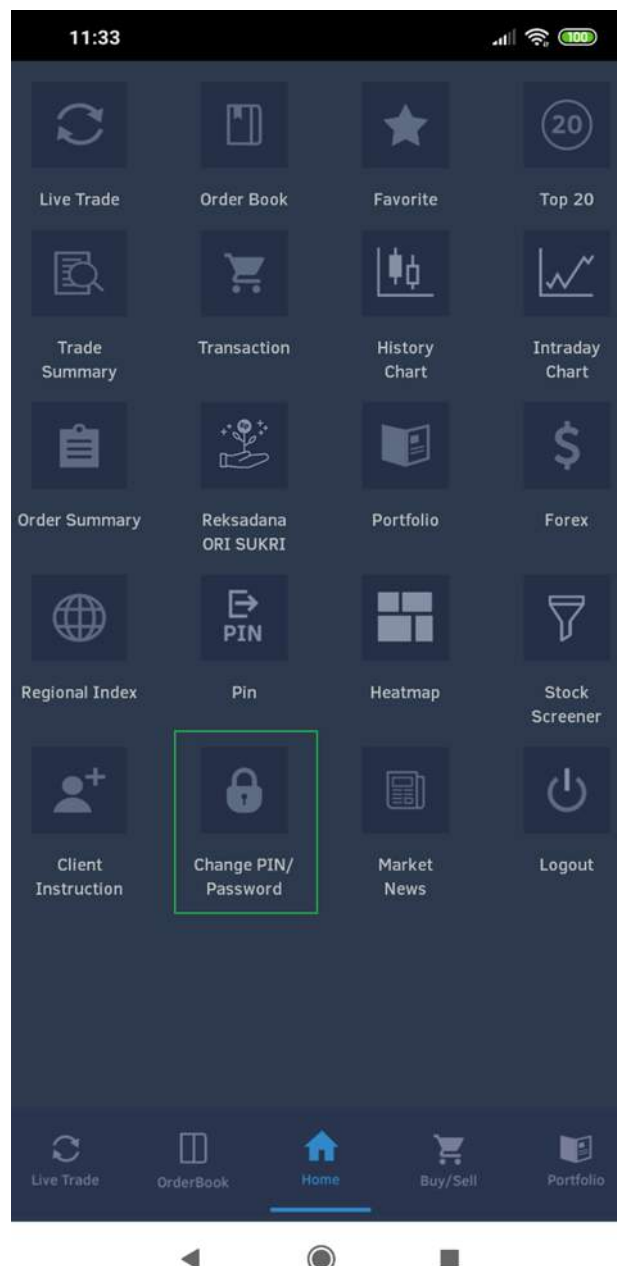 11:33
100
20
Live Trade
Order Book
Favorite
Top 20
Trade
Summary
Transaction
History
Chart
Intraday
Chart
Rp
Order Summary
Reksadana
ORI SUKRI
Portfolio
Forex
PIN
Regional Index
Pin
Heatmap
Stock
Screener
Client
Instruction
Change PIN/
Password
Market
News
Logout
Live Trade
OrderBook
Home
Buy/Sell
Portfolio